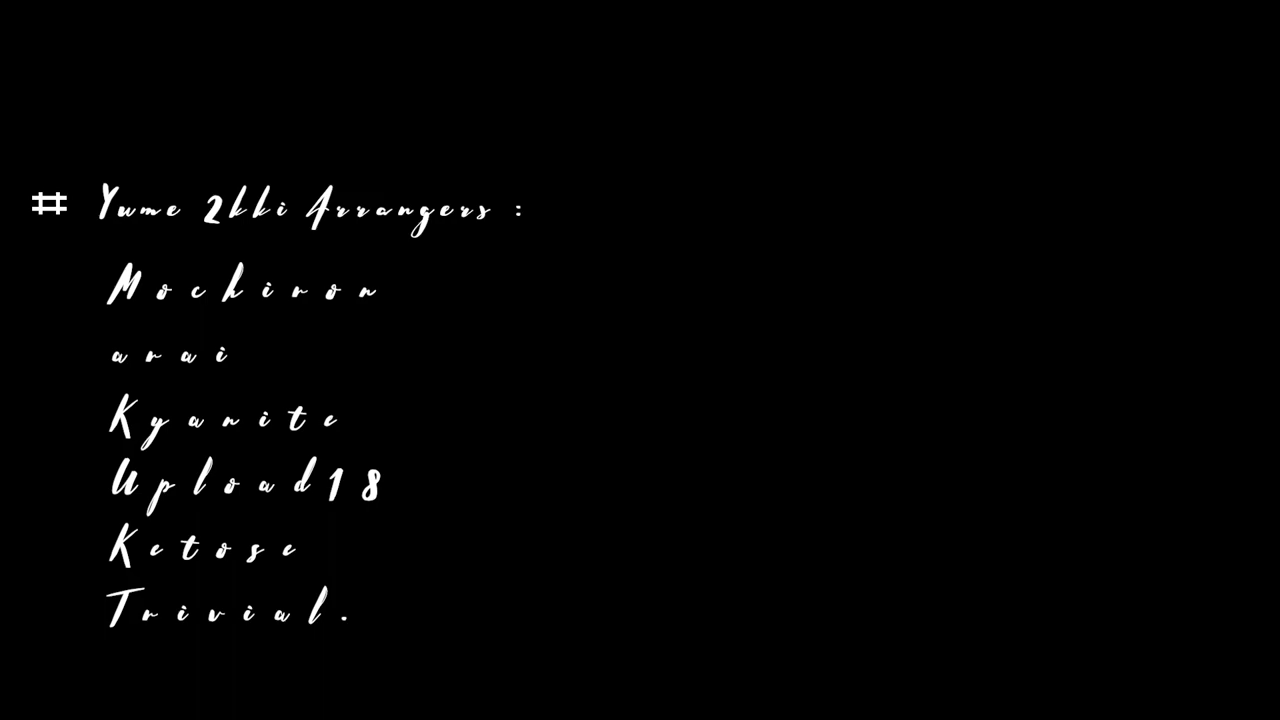 # Yume 2kki Arrangers :
Mochiron
arai
Kyanite
Upload18
Ketose
Trivial.